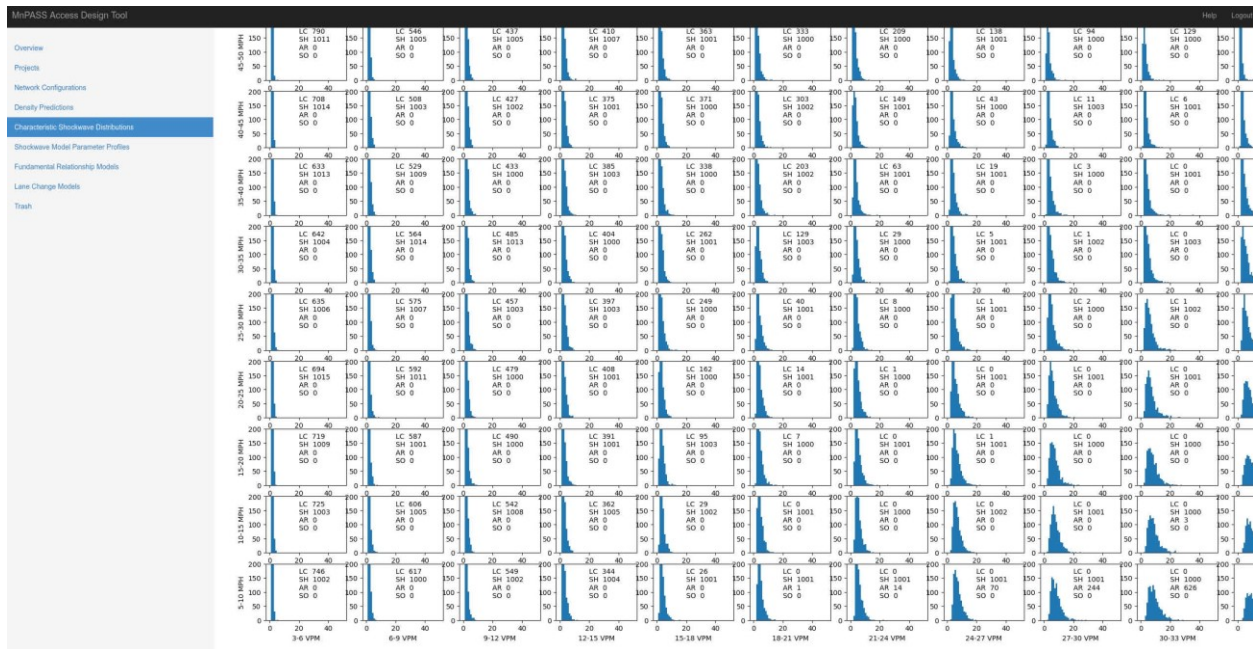 MnPASS Access Design Tool
Help Logout
Overview
Projects
Network Configurations
Density Predictions
Characteristic Shockwave Distributions
Shockwave Model Parameter Profiles
Fundamental Relationship Models
Lane Change Models
Trash
45-50 MPH
LC 790 LC 546 LC 437 LC 410 LC 363 LC 333 LC 209 LC 138 LC 94 LC 129
SH 1011 SH 1005 SH 1005 SH 1007 SH 1001 SH 1000 SH 1000 SH 1001 SH 1000 SH 1000
AR 0 AR 0 AR 0 AR 0 AR 0 AR 0 AR 0 AR 0 AR 0 AR 0
SO 0 SO 0 SO 0 SO 0 SO 0 SO 0 SO 0 SO 0 SO 0 SO 0
40-45 MPH
LC 708 LC 508 LC 427 LC 375 LC 371 LC 303 LC 149 LC 43 LC 11 LC 6
SH 1014 SH 1003 SH 1002 SH 1001 SH 1000 SH 1002 SH 1001 SH 1000 SH 1003 SH 1001
AR 0 AR 0 AR 0 AR 0 AR 0 AR 0 AR 0 AR 0 AR 0 AR 0
SO 0 SO 0 SO 0 SO 0 SO 0 SO 0 SO 0 SO 0 SO 0 SO 0
35-40 MPH
LC 633 LC 529 LC 433 LC 385 LC 338 LC 203 LC 63 LC 19 LC 3 LC 0
SH 1013 SH 1009 SH 1000 SH 1003 SH 1000 SH 1002 SH 1001 SH 1001 SH 1000 SH 1001
AR 0 AR 0 AR 0 AR 0 AR 0 AR 0 AR 0 AR 0 AR 0 AR 0
SO 0 SO 0 SO 0 SO 0 SO 0 SO 0 SO 0 SO 0 SO 0 SO 0
30-35 MPH
LC 642 LC 564 LC 485 LC 404 LC 262 LC 129 LC 29 LC 5 LC 1 LC 0
SH 1004 SH 1014 SH 1013 SH 1000 SH 1001 SH 1003 SH 1000 SH 1001 SH 1002 SH 1003
AR 0 AR 0 AR 0 AR 0 AR 0 AR 0 AR 0 AR 0 AR 0 AR 0
SO 0 SO 0 SO 0 SO 0 SO 0 SO 0 SO 0 SO 0 SO 0 SO 0
25-30 MPH
LC 635 LC 575 LC 457 LC 397 LC 249 LC 40 LC 8 LC 1 LC 2 LC 1
SH 1006 SH 1007 SH 1003 SH 1003 SH 1000 SH 1001 SH 1000 SH 1001 SH 1000 SH 1002
AR 0 AR 0 AR 0 AR 0 AR 0 AR 0 AR 0 AR 0 AR 0 AR 0
SO 0 SO 0 SO 0 SO 0 SO 0 SO 0 SO 0 SO 0 SO 0 SO 0
20-25 MPH
LC 694 LC 592 LC 479 LC 408 LC 162 LC 14 LC 1 LC 0 LC 0 LC 0
SH 1015 SH 1011 SH 1000 SH 1001 SH 1000 SH 1001 SH 1000 SH 1001 SH 1001 SH 1001
AR 0 AR 0 AR 0 AR 0 AR 0 AR 0 AR 0 AR 0 AR 0 AR 0
SO 0 SO 0 SO 0 SO 0 SO 0 SO 0 SO 0 SO 0 SO 0 SO 0
15-20 MPH
LC 719 LC 587 LC 490 LC 391 LC 95 LC 7 LC 0 LC 1 LC 0 LC 0
SH 1009 SH 1001 SH 1000 SH 1001 SH 1003 SH 1000 SH 1001 SH 1001 SH 1000 SH 1000
AR 0 AR 0 AR 0 AR 0 AR 0 AR 0 AR 0 AR 0 AR 0 AR 0
SO 0 SO 0 SO 0 SO 0 SO 0 SO 0 SO 0 SO 0 SO 0 SO 0
10-15 MPH
LC 725 LC 606 LC 542 LC 362 LC 29 LC 0 LC 0 LC 0 LC 0 LC 0
SH 1003 SH 1005 SH 1008 SH 1005 SH 1002 SH 1001 SH 1000 SH 1002 SH 1001 SH 1000
AR 0 AR 0 AR 0 AR 0 AR 0 AR 0 AR 0 AR 0 AR 0 AR 3
SO 0 SO 0 SO 0 SO 0 SO 0 SO 0 SO 0 SO 0 SO 0 SO 0
5-10 MPH
LC 746 LC 617 LC 549 LC 344 LC 26 LC 0 LC 0 LC 0 LC 0 LC 0
SH 1002 SH 1000 SH 1002 SH 1004 SH 1001 SH 1001 SH 1001 SH 1001 SH 1001 SH 1000
AR 0 AR 0 AR 0 AR 0 AR 0 AR 1 AR 14 AR 70 AR 244 AR 626
SO 0 SO 0 SO 0 SO 0 SO 0 SO 0 SO 0 SO 0 SO 0 SO 0
0 20 40 0 20 40 0 20 40 0 20 40 0 20 40 0 20 40 0 20 40 0 20 40 0 20 40 0 20 40 0
3-6 VPM 6-9 VPM 9-12 VPM 12-15 VPM 15-18 VPM 18-21 VPM 21-24 VPM 24-27 VPM 27-30 VPM 30-33 VPM